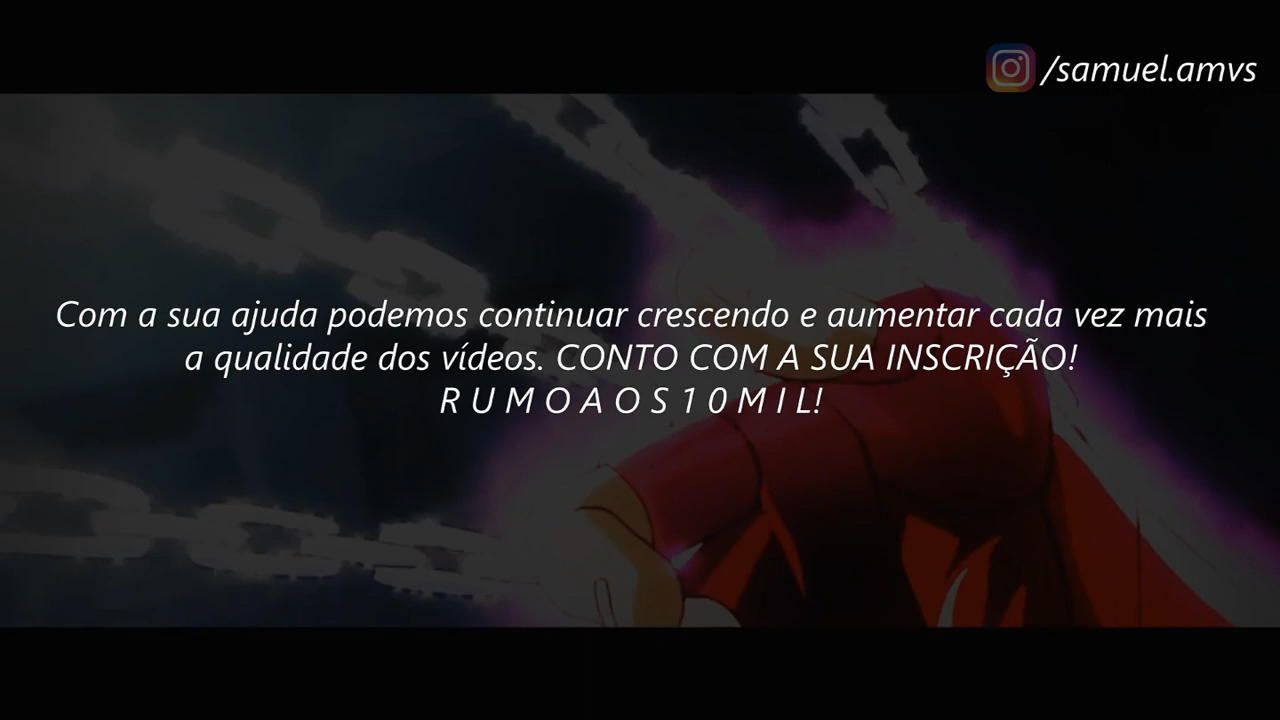 /samuel.amvs
Com a sua ajuda podemos continuar crescendo e aumentar cada vez mais
a qualidade dos vídeos. CONTO COM A SUA INSCRIÇÃO!
R U M O A O S 1 0 M I L!